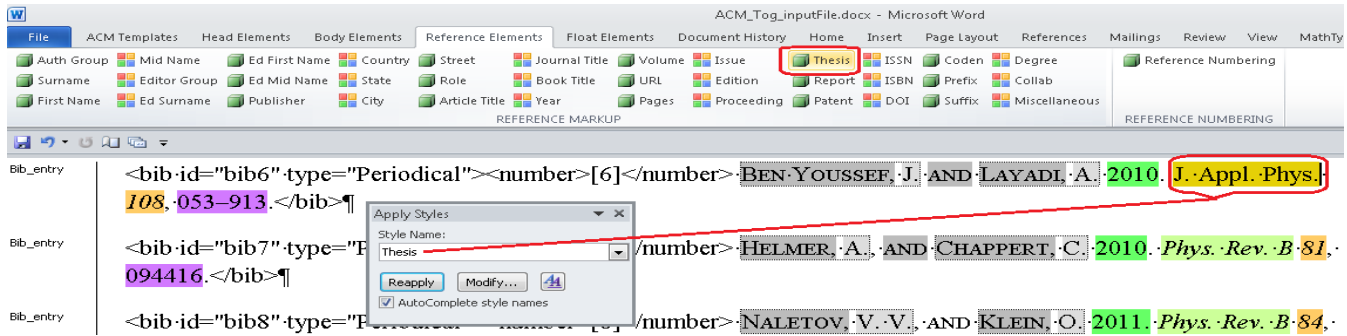 ACM_Tog_inputFile.docx - Microsoft Word
File ACM Templates Head Elements Body Elements Reference Elements Float Elements Document History Home Insert Page Layout References Mailings Review View MathTy
Auth Group Mid Name Ed First Name Country Street Journal Title Volume Issue Thesis ISSN Coden Degree Reference Numbering
Surname Editor Group Ed Mid Name State Role Book Title URL Edition Report ISBN Prefix Collab
First Name Ed Surname Publisher City Article Title Year Pages Proceeding Patent DOI Suffix Miscellaneous
REFERENCE MARKUP REFERENCE NUMBERING
Bib_entry <bib·id="bib6"·type="Periodical"><number>[6]</number>·BEN·YOUSSEF,·J.·AND·LAYADI,·A.·2010.·J.·Appl.·Phys.·
108,·053–913.</bib>¶
Apply Styles
Style Name:
Bib_entry <bib·id="bib7"·type="P /number>·HELMER,·A.,·AND·CHAPPERT,·C.·2010.·Phys.·Rev.·B·81,·
Thesis
094416.</bib>¶
Reapply Modify...
AutoComplete style names
Bib_entry <bib·id="bib8"·type="Periodical /number>·NALETOV,·V.·V.,·AND·KLEIN,·O.·2011.·Phys.·Rev.·B·84.·